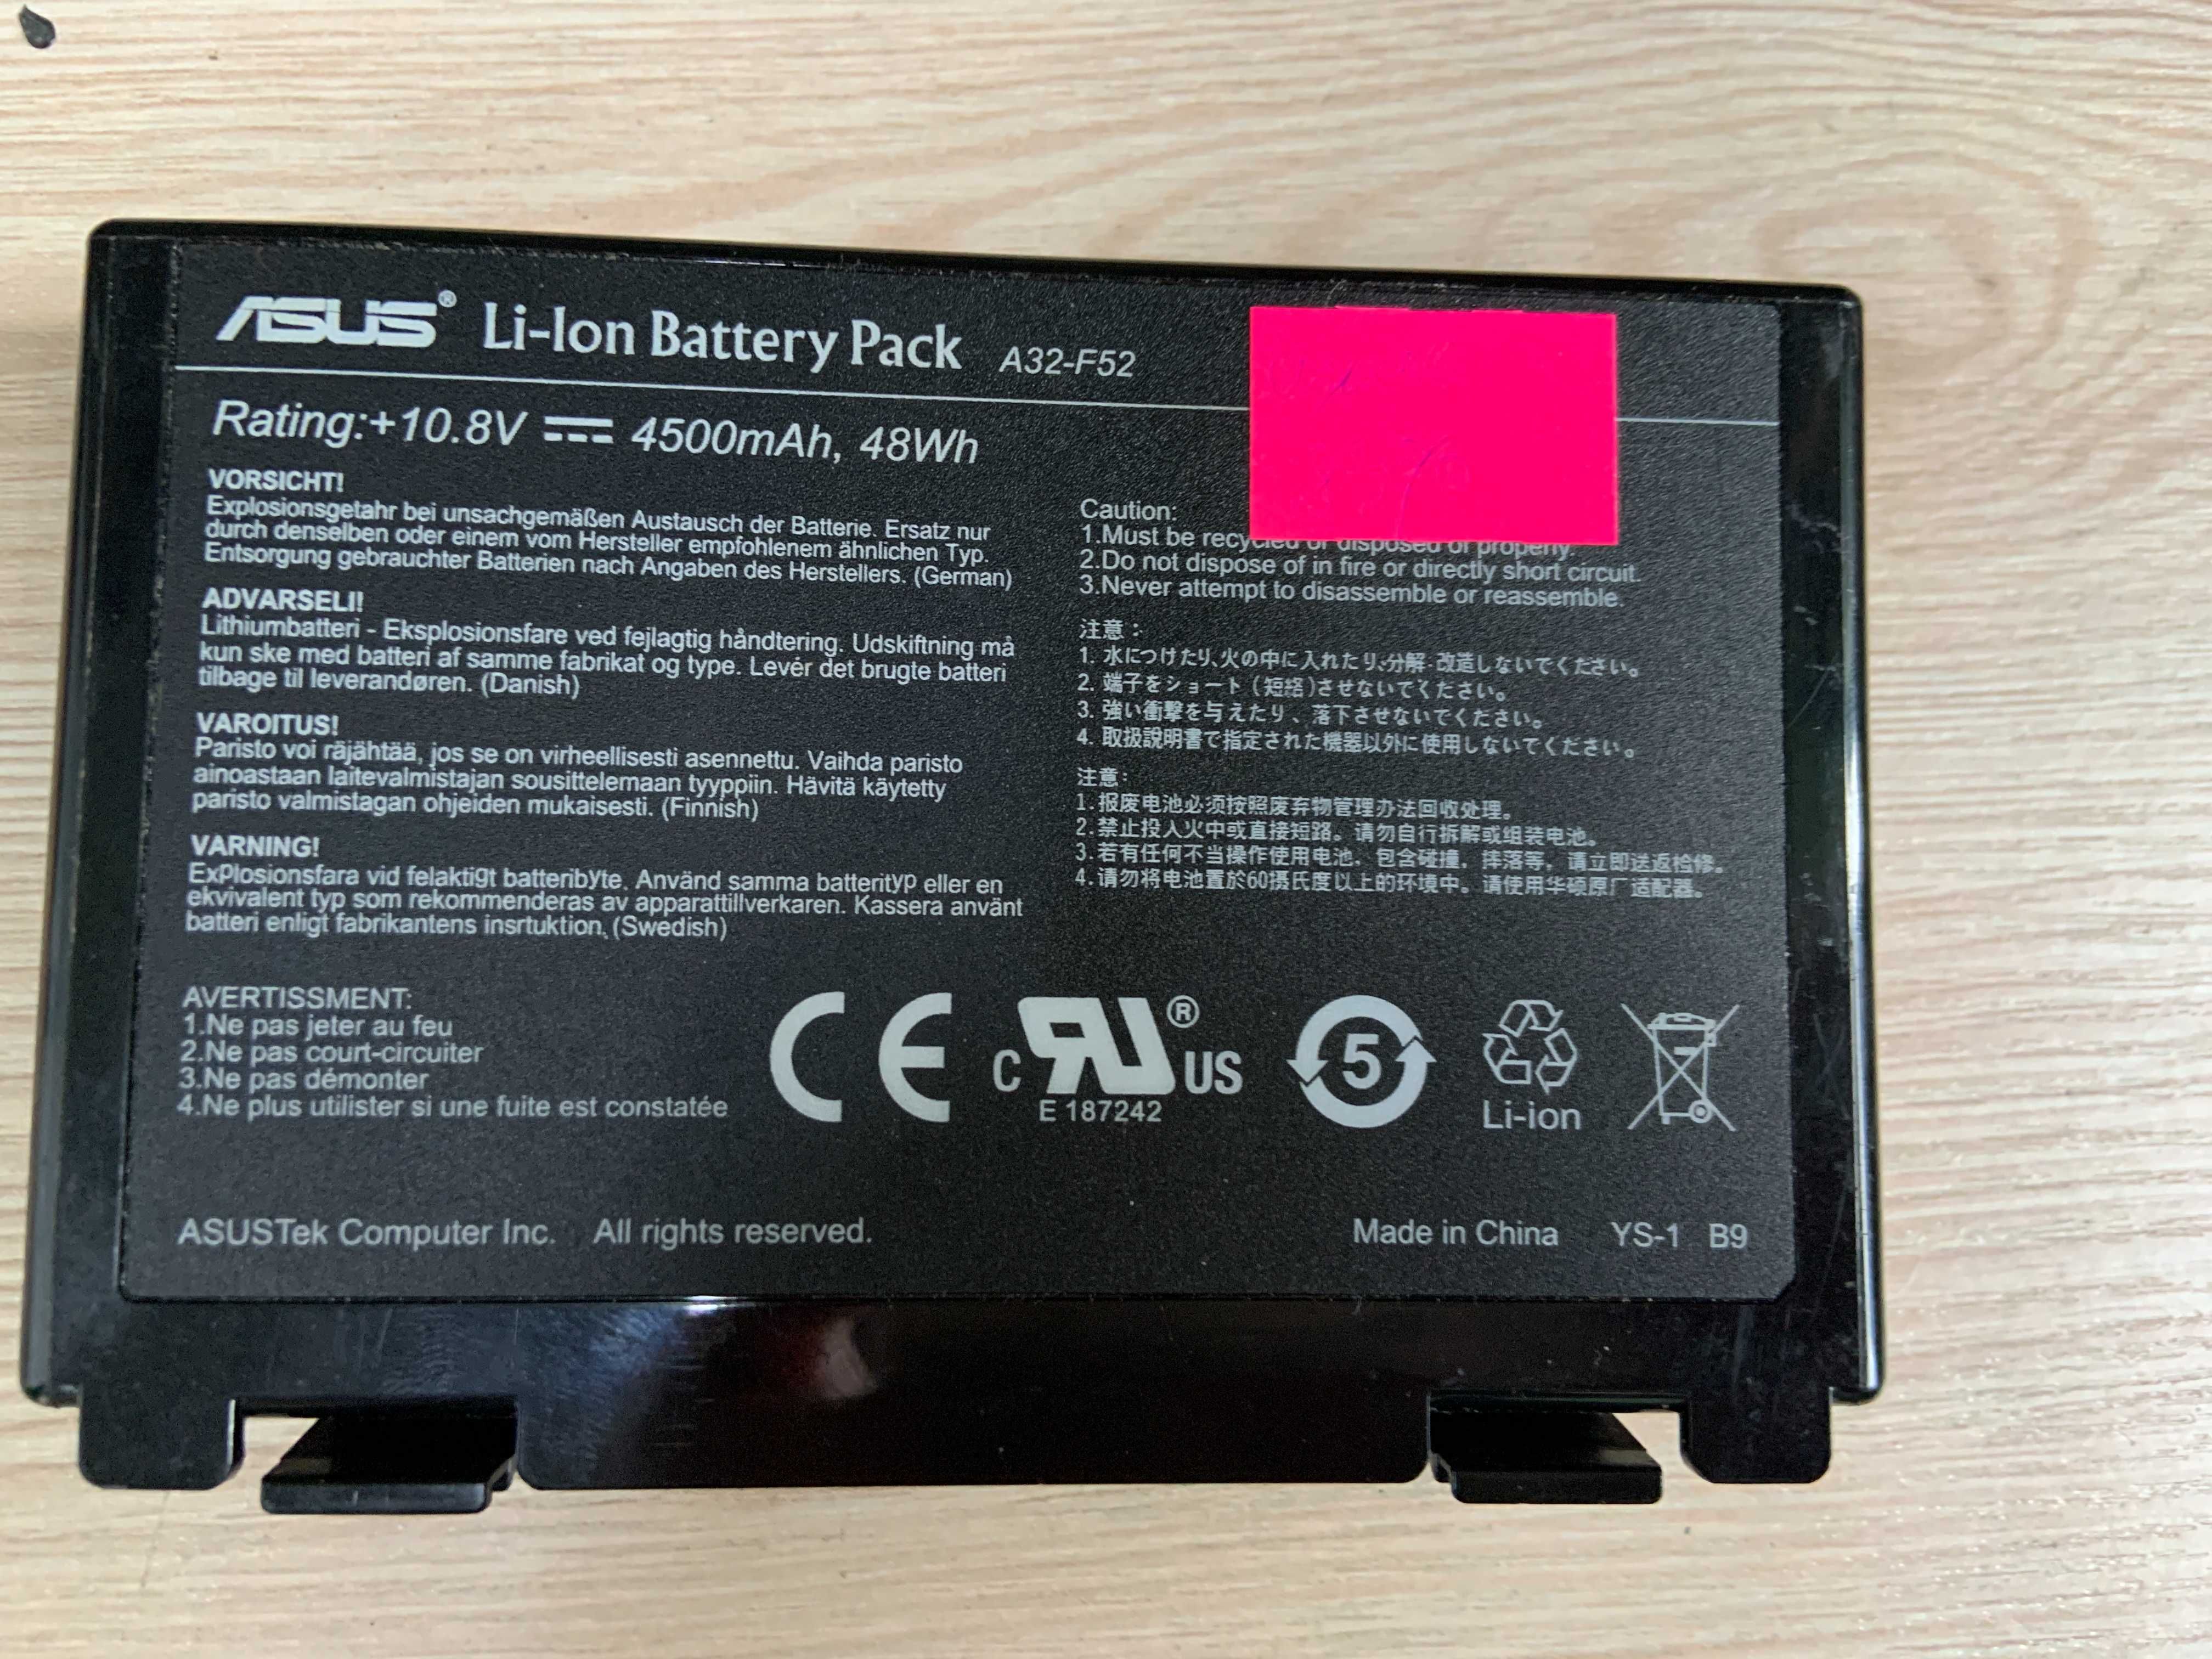 ASUS® Li-Ion Battery Pack A32-F52
Rating:+10.8V 4500mAh, 48Wh
VORSICHT!
Explosionsgetahr bei unsachgemäßen Austausch der Batterie. Ersatz nur
durch denselben oder einem vom Hersteller empfohlenem ähnlichen Typ.
Entsorgung gebrauchter Batterien nach Angaben des Herstellers. (German)
ADVARSELI!
Lithiumbatteri - Eksplosionsfare ved fejlagtig håndtering. Udskiftning må
kun ske med batteri af samme fabrikat og type. Levér det brugte batteri
tilbage til leverandøren. (Danish)
VAROITUS!
Paristo voi räjähtää, jos se on virheellisesti asennettu. Vaihda paristo
ainoastaan laitevalmistajan sousittelemaan tyyppiin. Hävitä käytetty
paristo valmistagan ohjeiden mukaisesti. (Finnish)
VARNING!
Explosionsfara vid felaktigt batteribyte. Använd samma batterityp eller en
ekvivalent typ som rekommenderas av apparattillverkaren. Kassera använt
batteri enligt fabrikantens insrtuktion. (Swedish)
AVERTISSMENT:
1.Ne pas jeter au feu
2.Ne pas court-circuiter
3.Ne pas démonter
4.Ne plus utilister si une fuite est constatée
Caution:
1.Must be recycled or disposed of properly.
2.Do not dispose of in fire or directly short circuit.
3.Never attempt to disassemble or reassemble.
注意：
1. 水につけたり、火の中に入れたり、分解·改造しないでください。
2. 端子をショート（短絡）させないてください。
3. 強い衝撃を与えたり、落下させないてください。
4. 取扱說明書で指定された機器以外に使用しないてください。
注意：
1.报废电池必须按照废弃物管理办法回收处理。
2.禁止投入火中或直接短路。请勿自行拆解或组装电池。
3.若有任何不当操作使用电池，包含碰撞，摔落等，请立即送返检修。
4.请勿将电池置於60摄氏度以上的环境中。请使用华硕原厂适配器。
CE
c RU® US
E 187242
5
Li-ion
ASUSTek Computer Inc. All rights reserved.
Made in China YS-1 B9